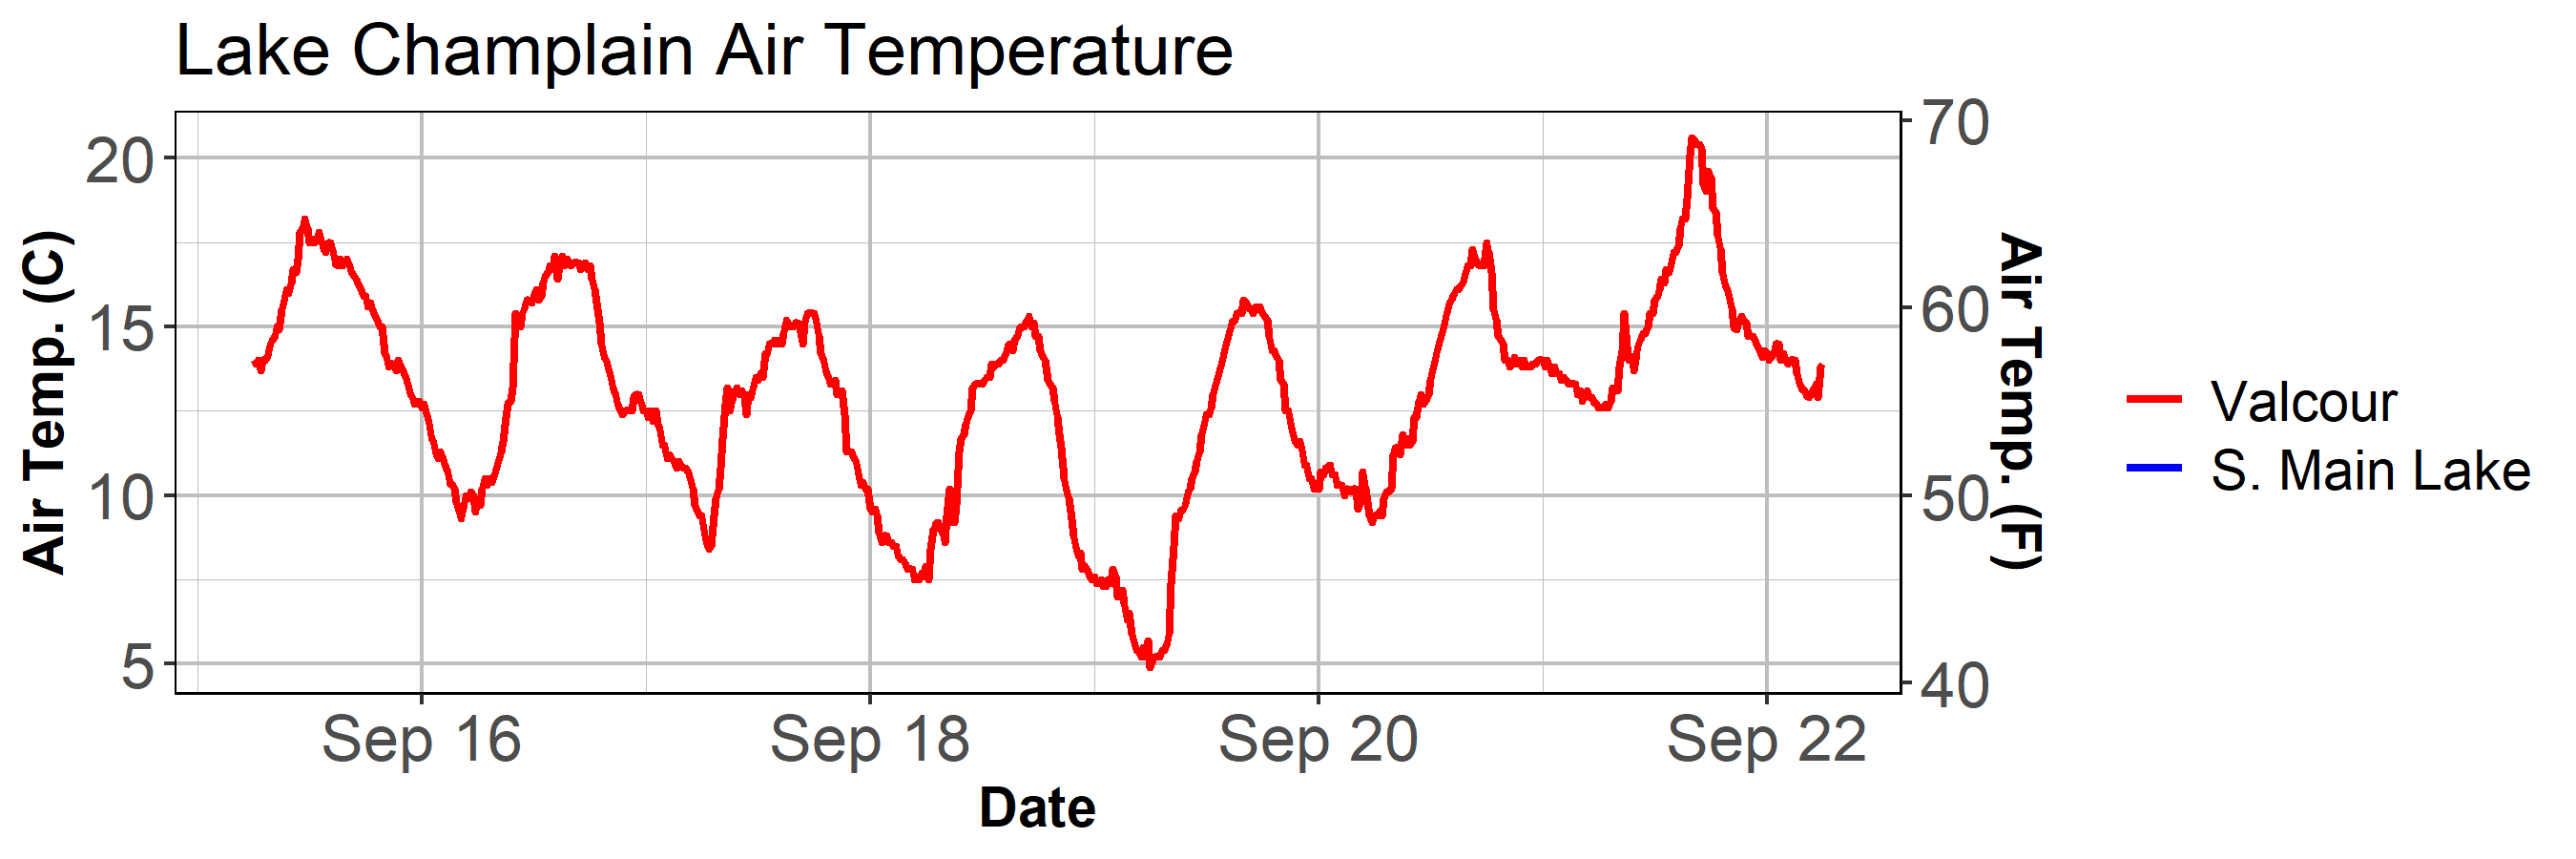 Lake Champlain Air Temperature
Air Temp. (C)
20
15
10
5
70
60
50
40
Air Temp. (F)
Sep 16
Sep 18
Sep 20
Sep 22
Date
Valcour
S. Main Lake